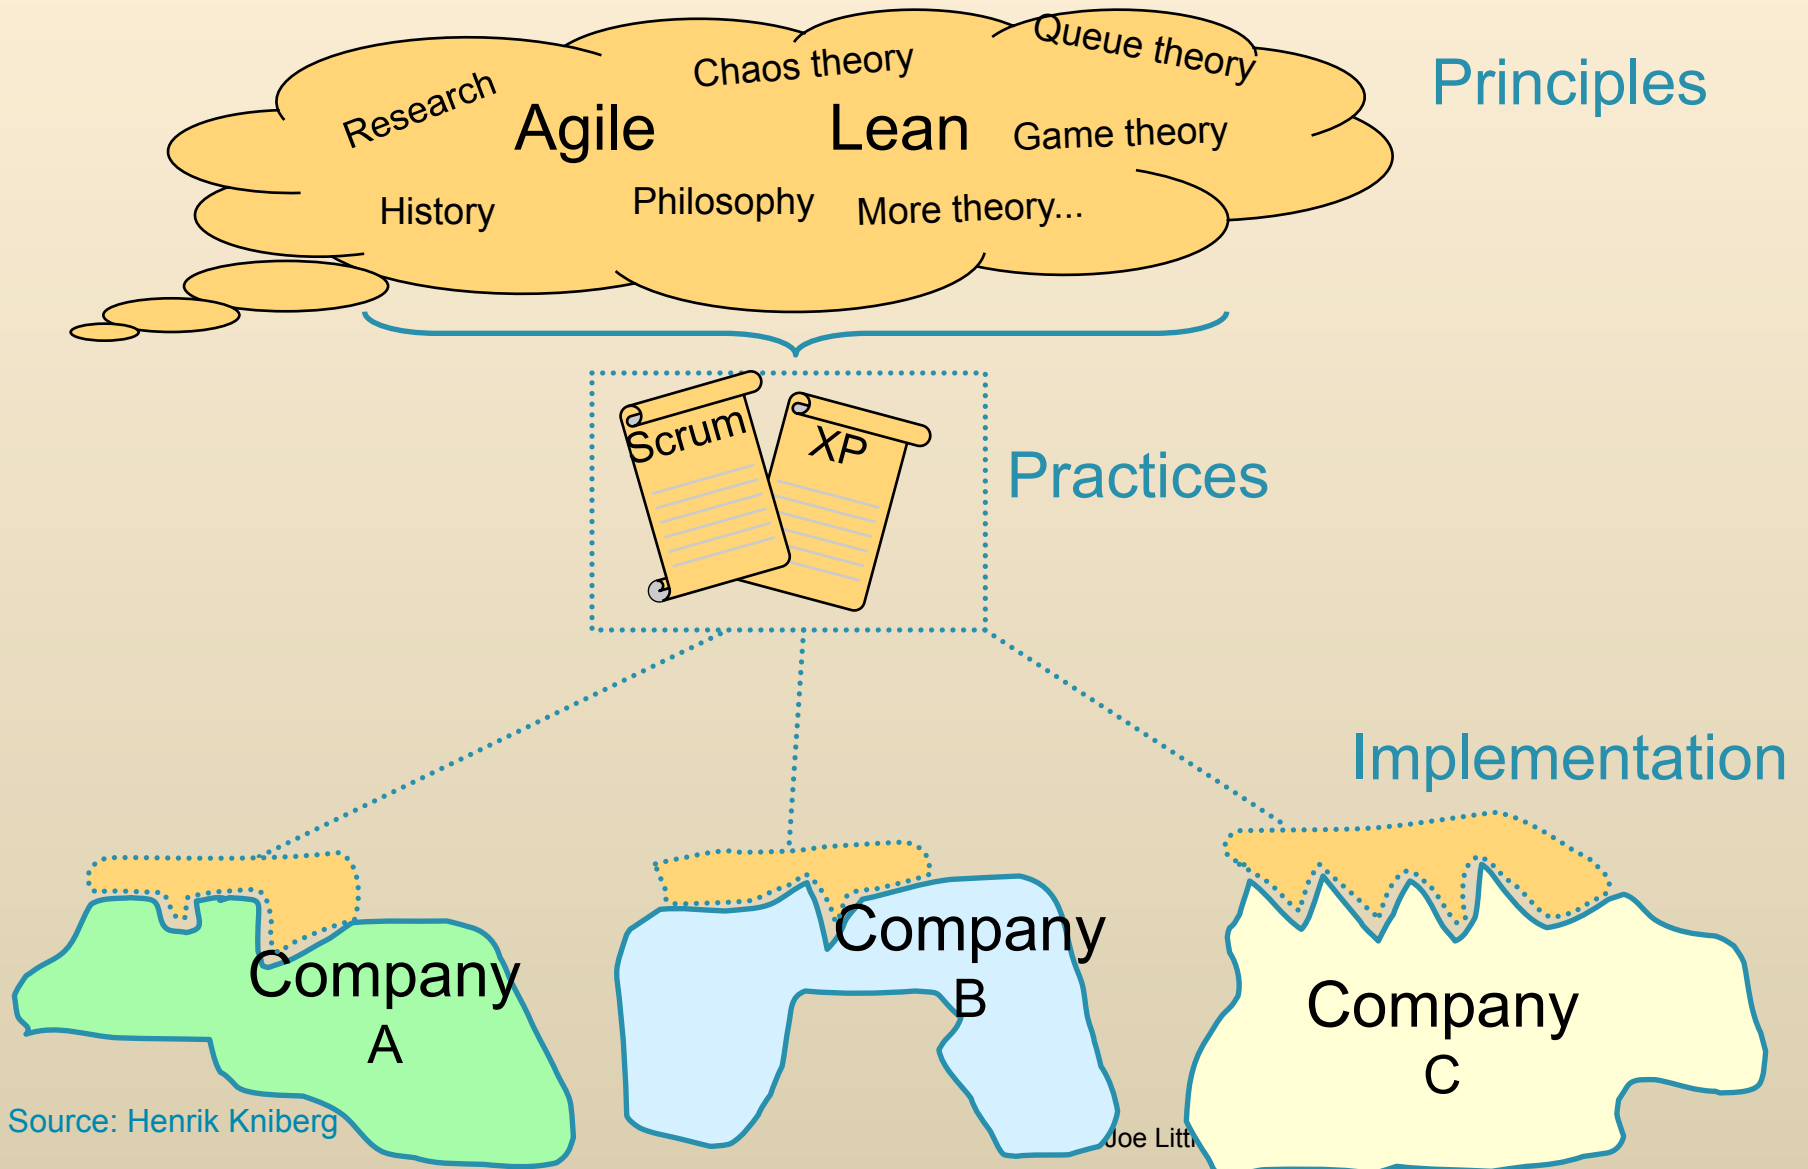 Queue theory
Chaos theory
Principles
Research
Agile
Lean
Game theory
History
Philosophy
More theory...
Scrum
XP
Practices
Implementation
Company
A
Company
B
Company
C
Source: Henrik Kniberg
Joe